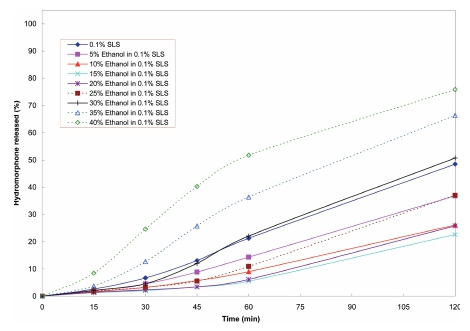 100
90
80
70
60
50
40
30
20
10
0
Hydromorphone released (%)
0.1% SLS
5% Ethanol in 0.1% SLS
10% Ethanol in 0.1% SLS
15% Ethanol in 0.1% SLS
20% Ethanol in 0.1% SLS
25% Ethanol in 0.1% SLS
30% Ethanol in 0.1% SLS
35% Ethanol in 0.1% SLS
40% Ethanol in 0.1% SLS
0 15 30 45 60 75 90 105 120
Time (min)